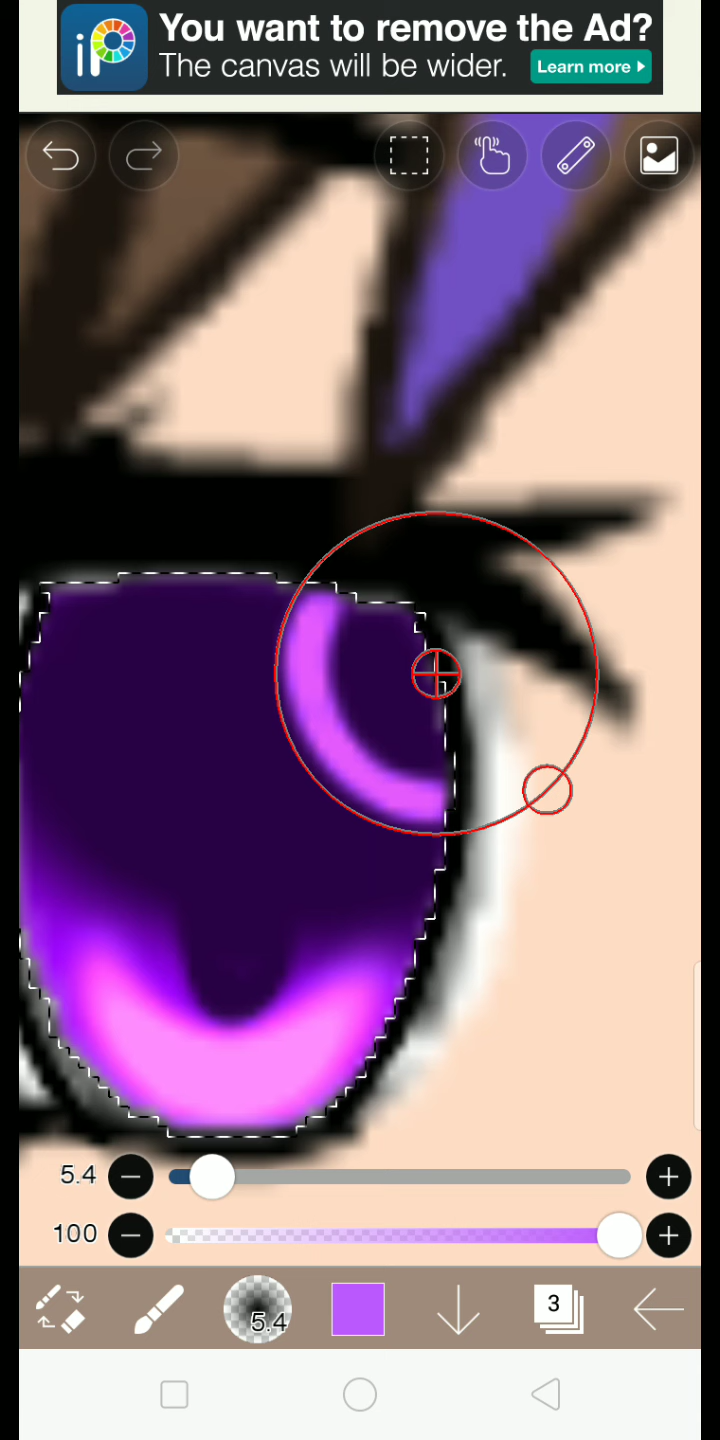 iP
You want to remove the Ad?
The canvas will be wider.
Learn more
5.4
100
5.4
3